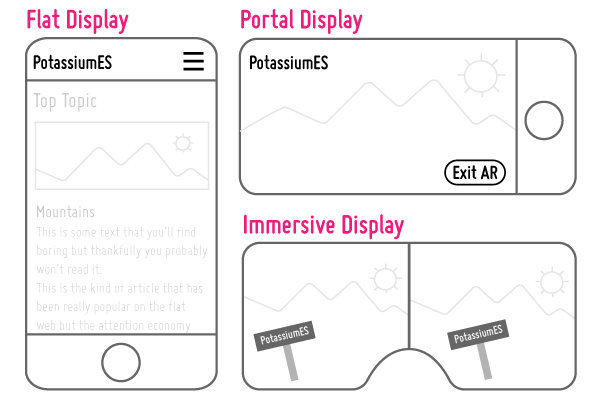 Flat Display
PotassiumES
Top Topic
Mountains
This is some text that you'll find
boring but thankfully you probably
won't read it.
This is the kind of article that has
been really popular on the flat
web but the attention economy
Portal Display
PotassiumES
Exit AR
Immersive Display
PotassiumES
PotassiumES